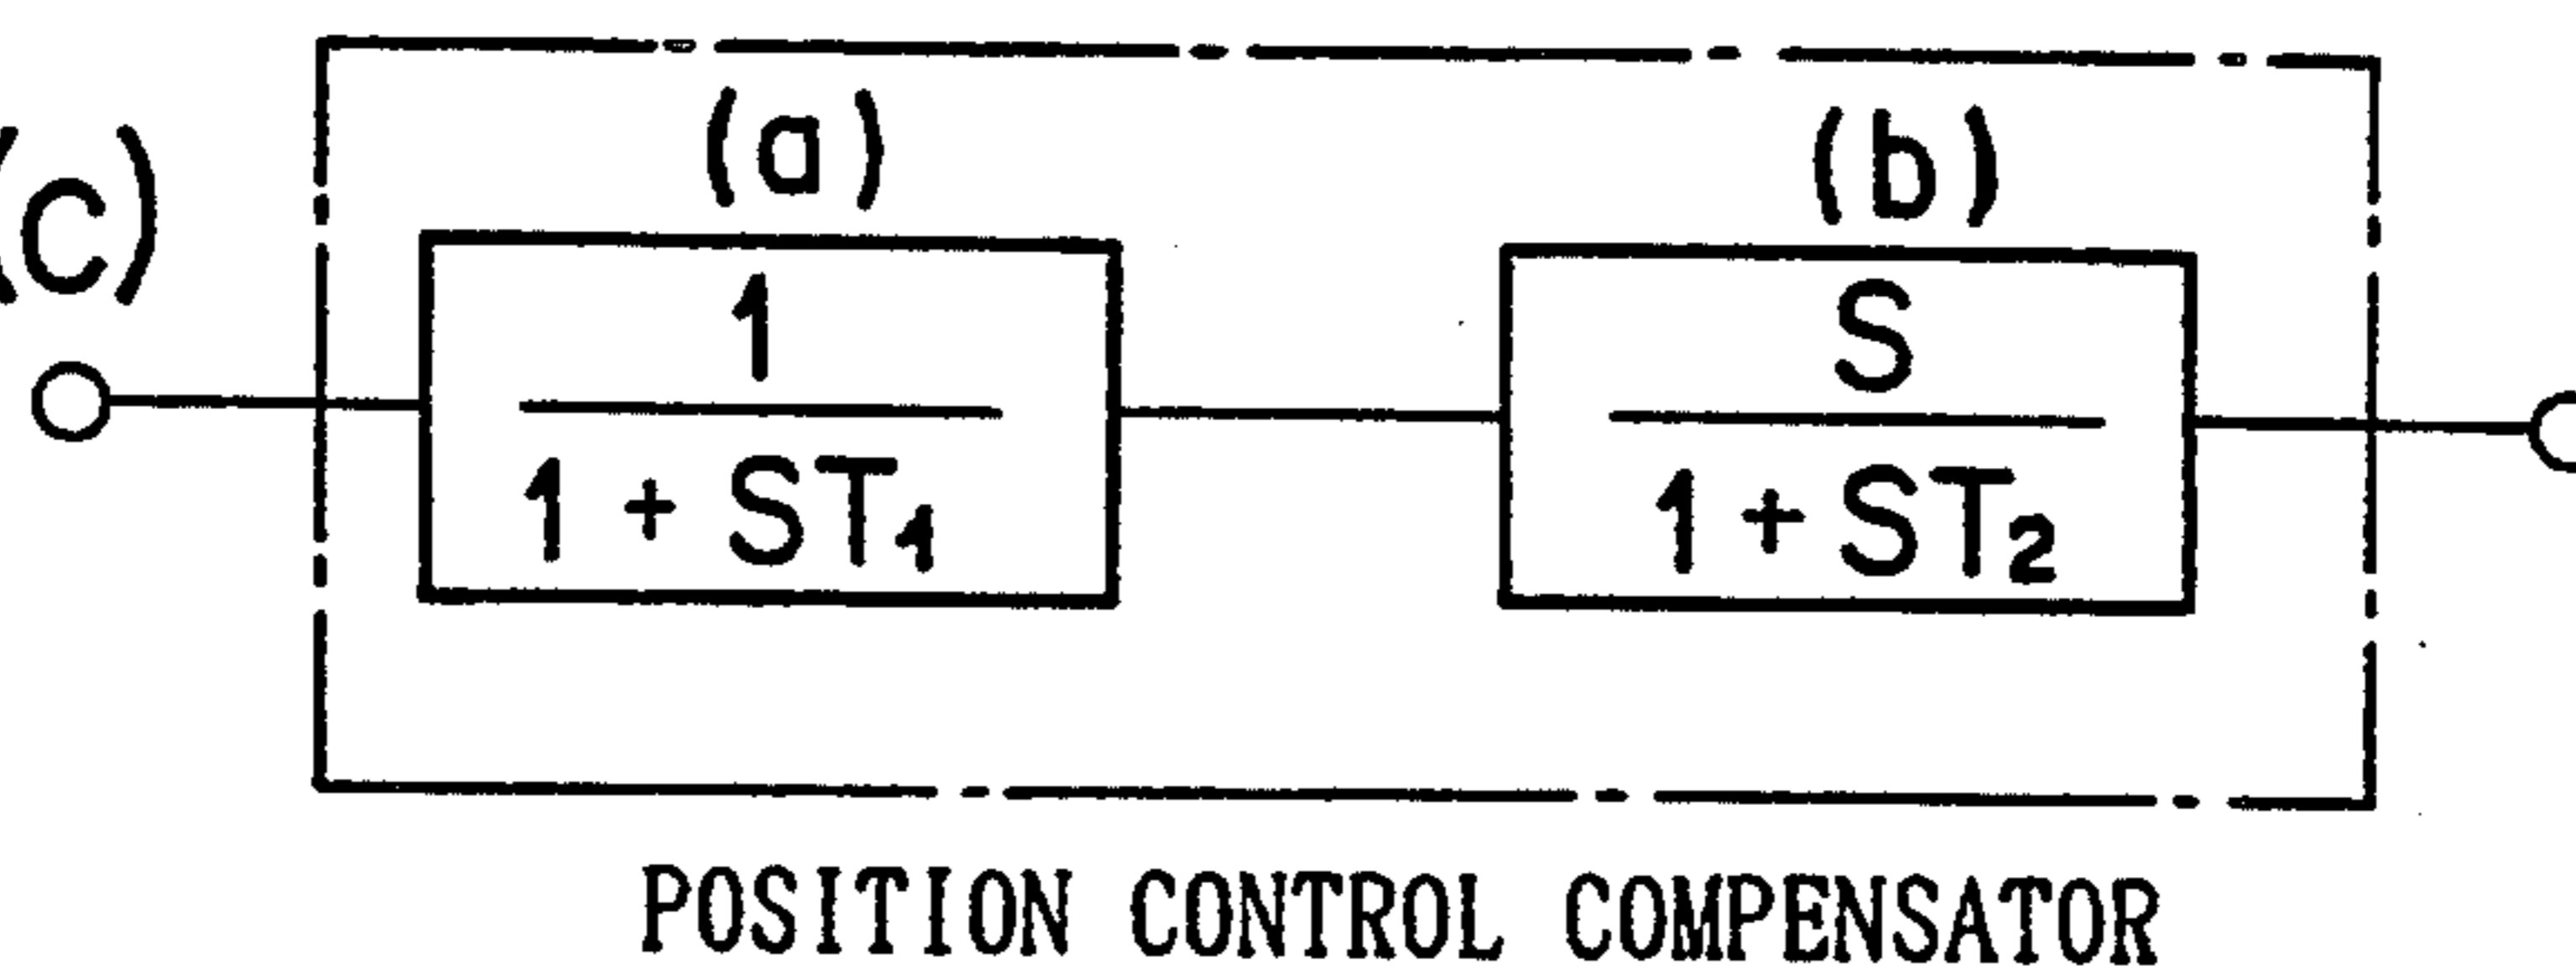 (c)
(a)
(b)
1
1 + ST1
S
1 + ST2
POSITION CONTROL COMPENSATOR